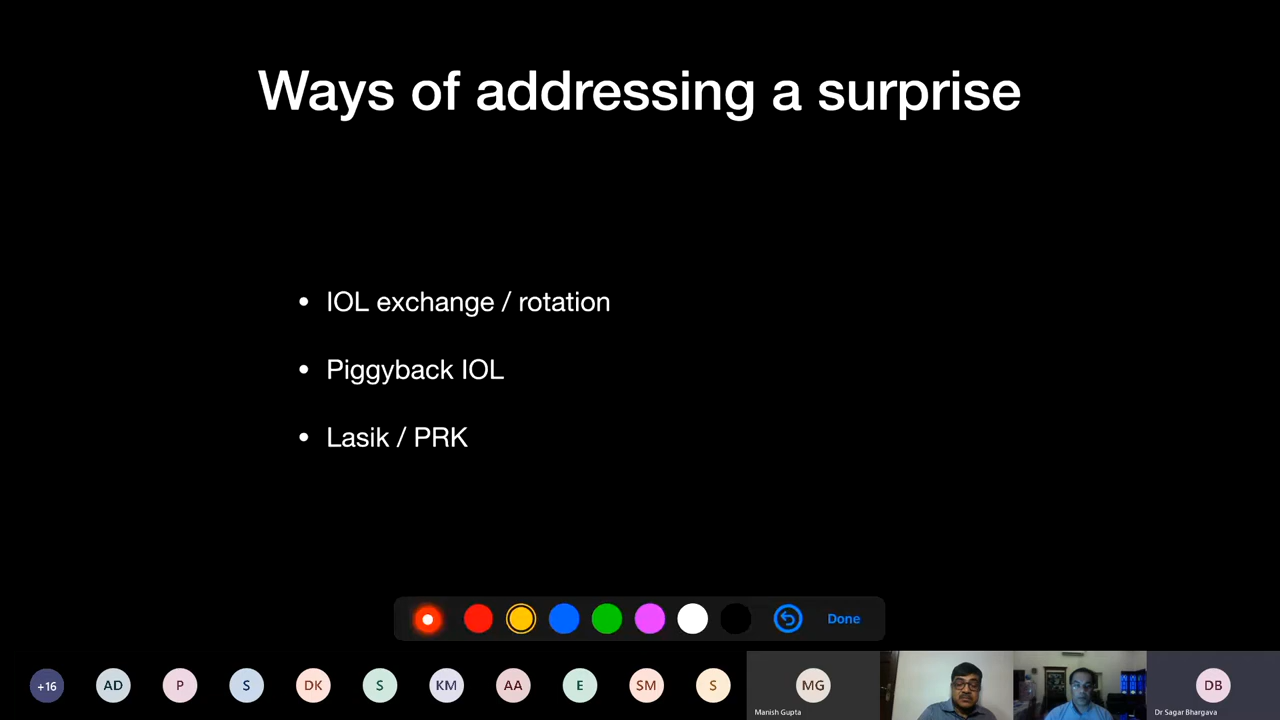 Ways of addressing a surprise
• IOL exchange / rotation
• Piggyback IOL
• Lasik / PRK
Done
+16
AD
P
S
DK
S
KM
AA
E
SM
S
MG
Manish Gupta
DB
Dr Sagar Bhargava